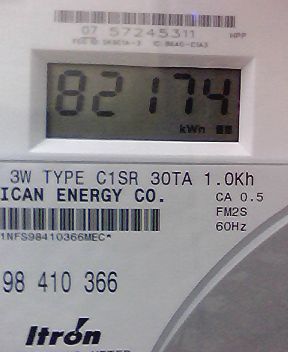 07 57245311 HPP
82174
kWh
3W TYPE C1SR 30TA 1.0Kh
ICAN ENERGY CO. CA 0.5
FM2S
1NFS98410366MEC* 60Hz
98 410 366
Itron